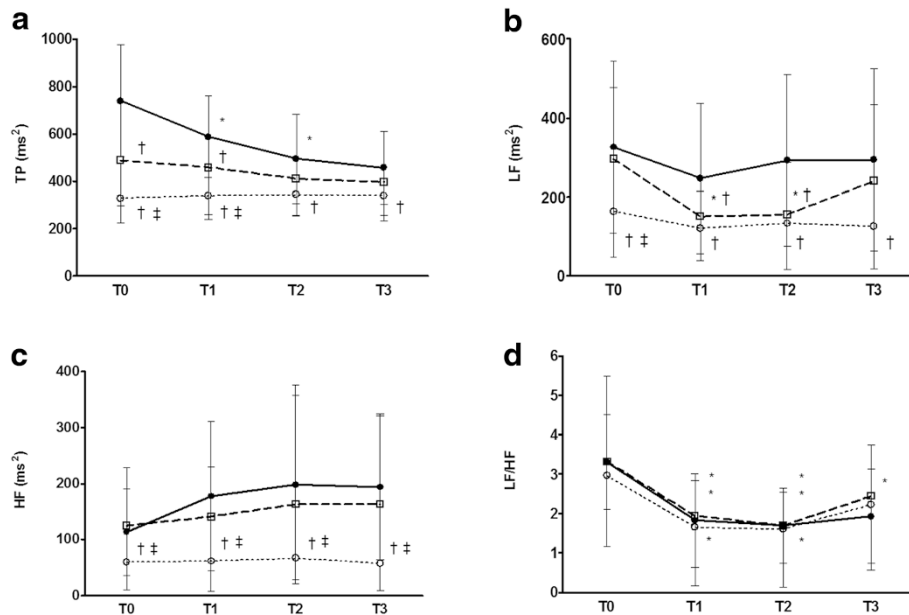 a
TP (ms²)
1000
800
600
400
200
0
* *
† †
† ‡ † ‡ † †
T0 T1 T2 T3
b
LF (ms²)
600
400
200
0
* † * †
† ‡ † † †
T0 T1 T2 T3
c
HF (ms²)
400
300
200
100
0
† ‡ † ‡ † ‡ † ‡
T0 T1 T2 T3
d
LF/HF
6
5
4
3
2
1
0
* * *
* *
* *
T0 T1 T2 T3